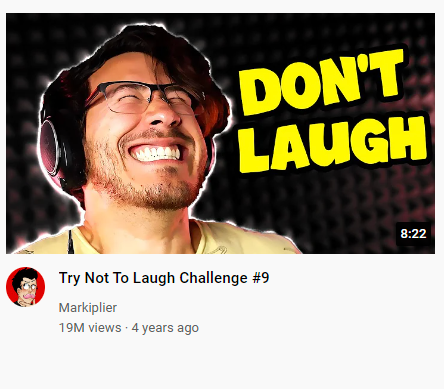 DON'T
LAUGH
8:22
Try Not To Laugh Challenge #9
Markiplier
19M views · 4 years ago